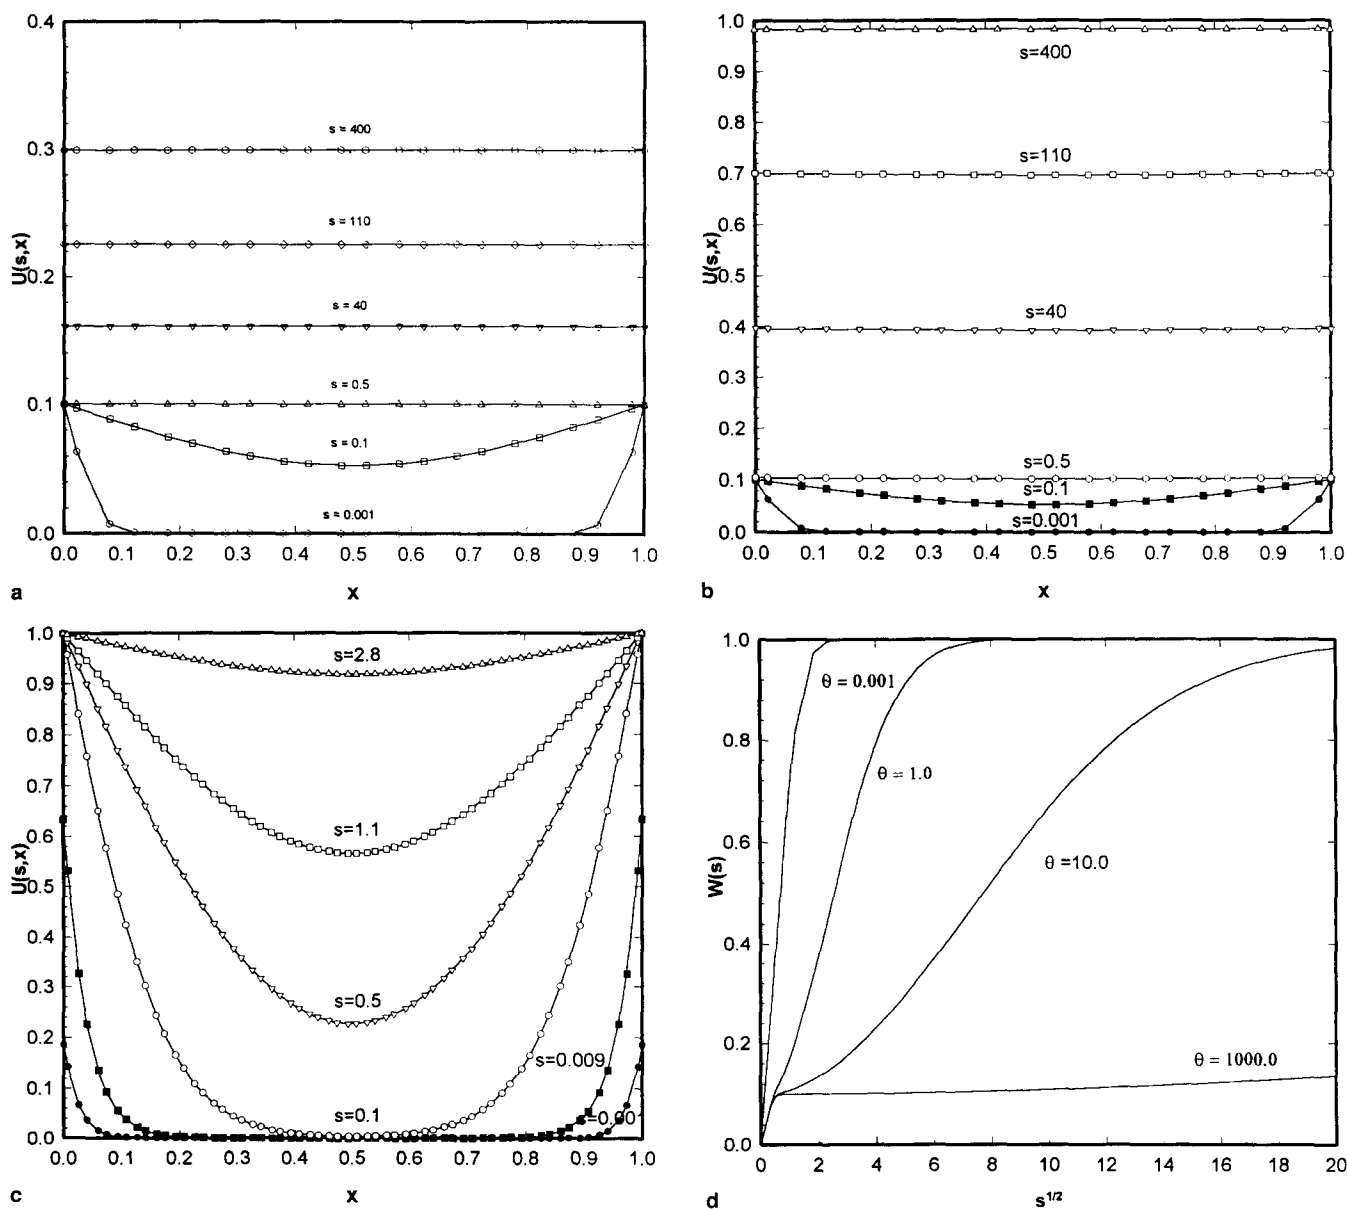 0.4
0.3
0.2
0.1
0.0
U(s,x)
s = 400
s = 110
s = 40
s = 0.5
s = 0.1
s = 0.001
0.0 0.1 0.2 0.3 0.4 0.5 0.6 0.7 0.8 0.9 1.0
a
x
1.0
0.9
0.8
0.7
0.6
0.5
0.4
0.3
0.2
0.1
0.0
U(s,x)
s=400
s=110
s=40
s=0.5
s=0.1
s=0.001
0.0 0.1 0.2 0.3 0.4 0.5 0.6 0.7 0.8 0.9 1.0
b
x
1.0
0.9
0.8
0.7
0.6
0.5
0.4
0.3
0.2
0.1
0.0
U(s,x)
s=2.8
s=1.1
s=0.5
s=0.009
s=0.1
0.0 0.1 0.2 0.3 0.4 0.5 0.6 0.7 0.8 0.9 1.0
c
x
1.0
0.8
0.6
0.4
0.2
0.0
W(s)
θ = 0.001
θ = 1.0
θ =10.0
θ = 1000.0
0 2 4 6 8 10 12 14 16 18 20
d
s^1/2